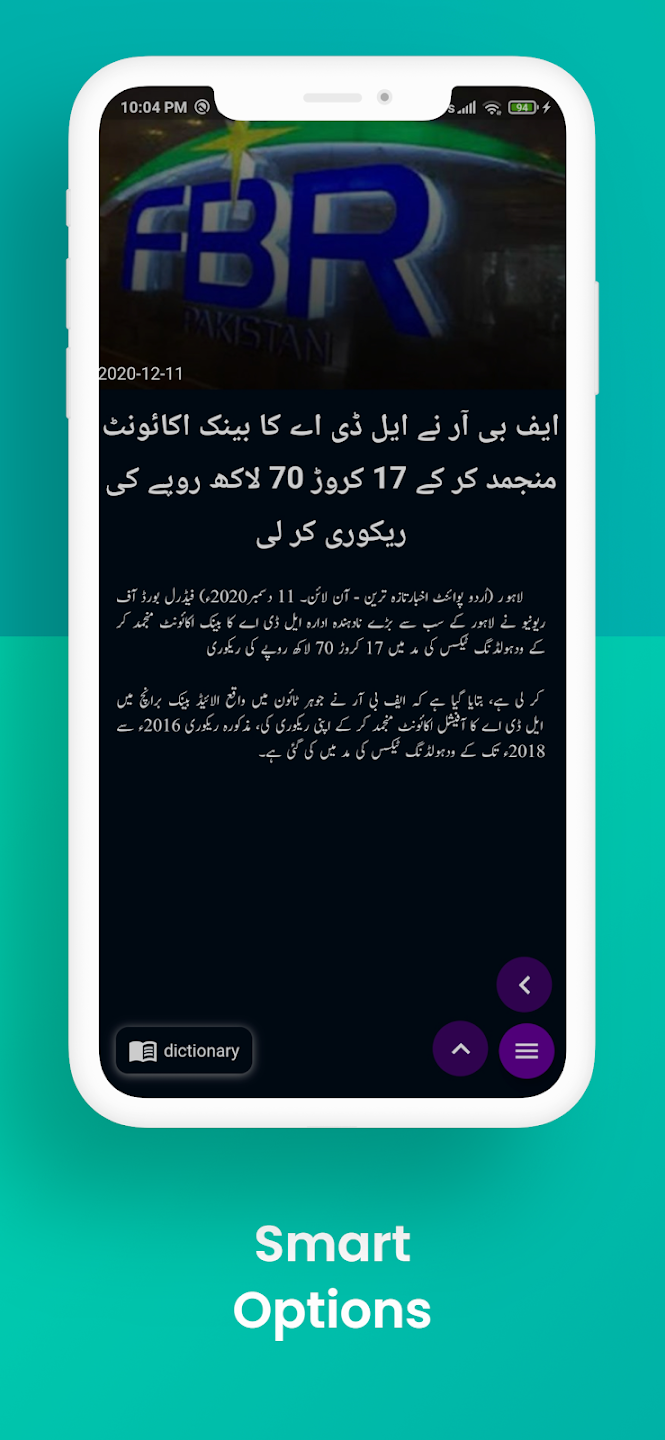 10:04 PM
94
FBR
PAKISTAN
2020-12-11
ایف بی آر نے ایل ڈی اے کا بینک اکائونٹ
منجمد کر کے 17 کروڑ 70 لاکھ روپے کی
ریکوری کر لی
لاہور (اُردو پوائنٹ اخبارتازہ ترین - آن لائن۔ 11 دسمبر2020ء) فیڈرل بورڈ آف
ریونیو نے لاہور کے سب سے بڑے نادہندہ ادارہ ایل ڈی اے کا بینک اکائونٹ منجمد کر
کے ودہولڈنگ ٹیکس کی مد میں 17 کروڑ 70 لاکھ روپے کی ریکوری
کر لی ہے، بتایا گیا ہے کہ ایف بی آر نے جوہر ٹائون میں واقع الائیڈ بینک برانچ میں
ایل ڈی اے کا آفیشل اکائونٹ منجمد کر کے اپنی ریکوری کی، مذکورہ ریکوری 2016ء سے
2018ء تک کے ودہولڈنگ ٹیکس کی مد میں کی گئی ہے۔
dictionary
Smart
Options